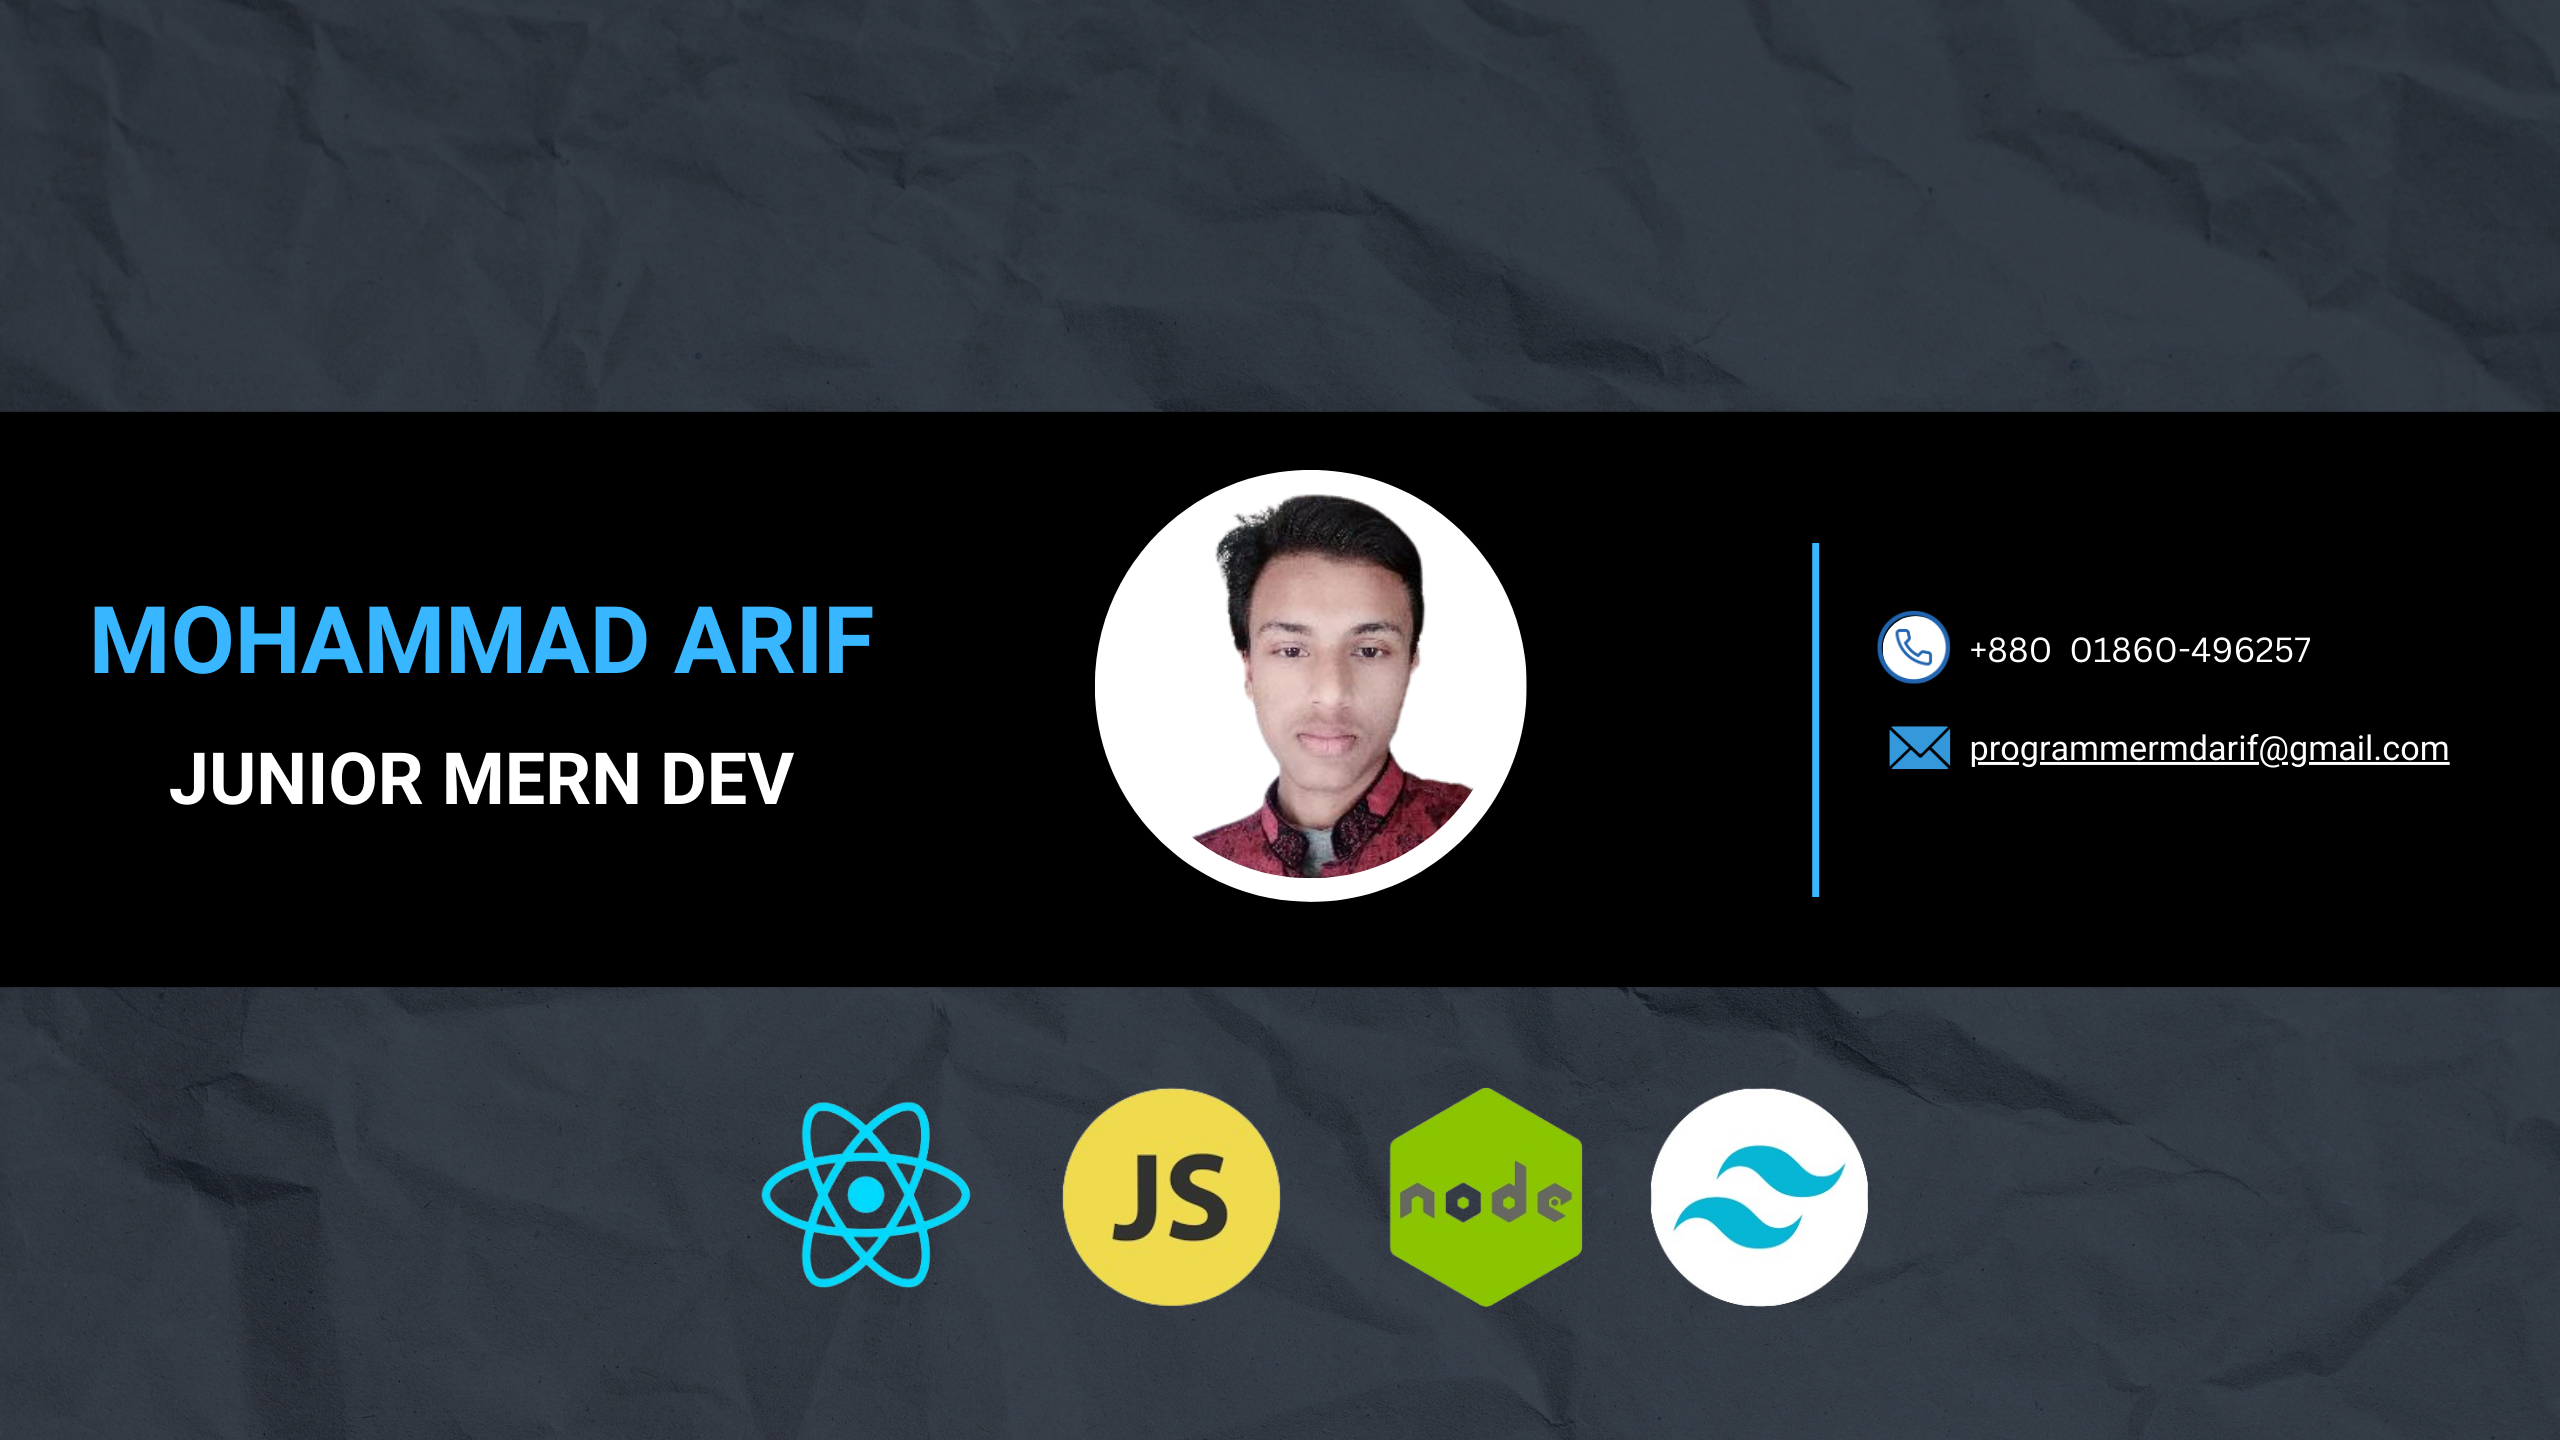 MOHAMMAD ARIF
JUNIOR MERN DEV
+880 01860-496257
programmermdarif@gmail.com
JS
node